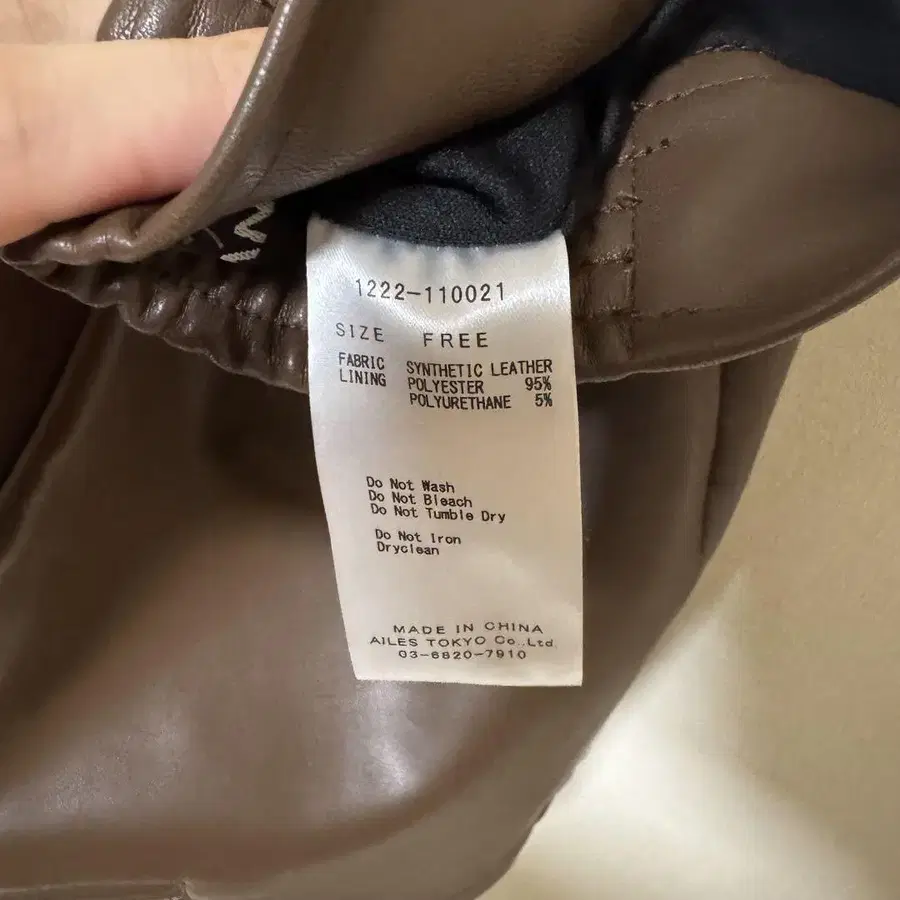 1222-110021
SIZE FREE
FABRIC SYNTHETIC LEATHER
LINING POLYESTER 95%
POLYURETHANE 5%
Do Not Wash
Do Not Bleach
Do Not Tumble Dry
Do Not Iron
Dryclean
MADE IN CHINA
AILES TOKYO Co.,Ltd.
03-6820-7910